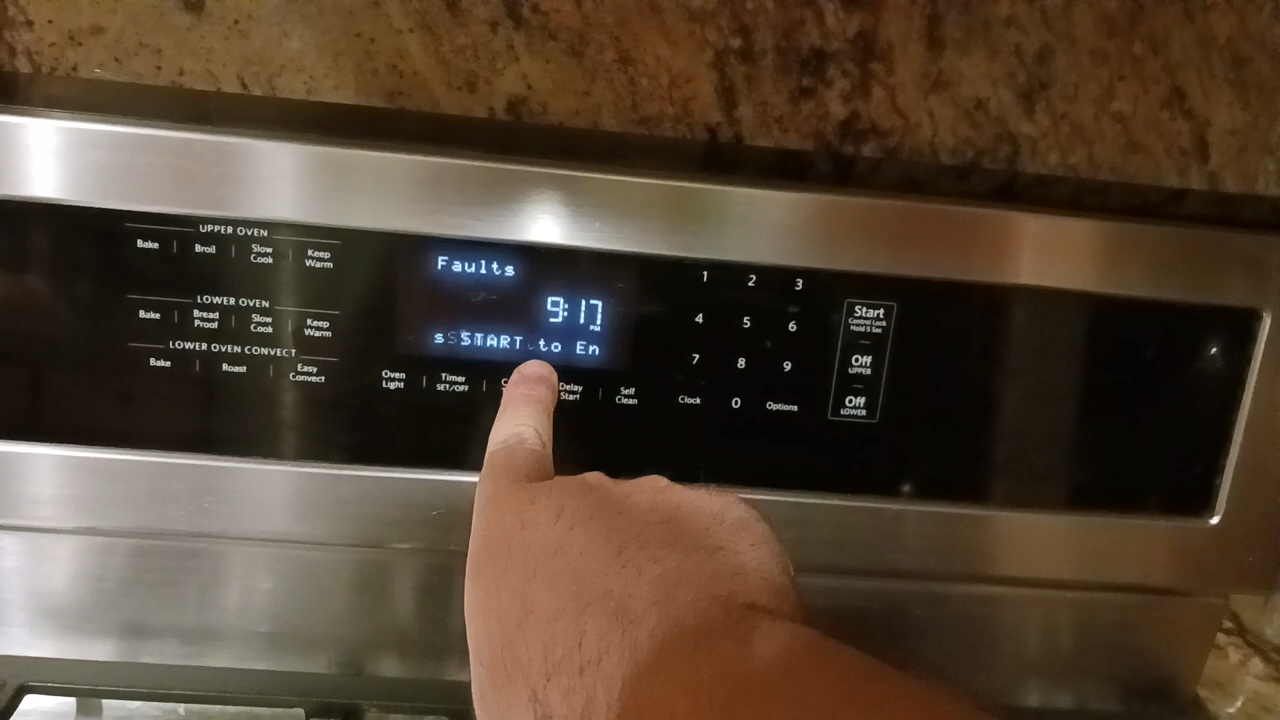 UPPER OVEN
Bake | Broil | Slow Cook | Keep Warm
LOWER OVEN
Bake | Bread Proof | Slow Cook | Keep Warm
LOWER OVEN CONVECT
Bake | Roast | Easy Convect
Faults
9:17 PM
START to En
Oven Light | Timer SET/OFF | Delay Start | Self Clean
1 2 3
4 5 6
7 8 9
Clock 0 Options
Start
Control Lock
Hold 5 Sec
Off
UPPER
Off
LOWER